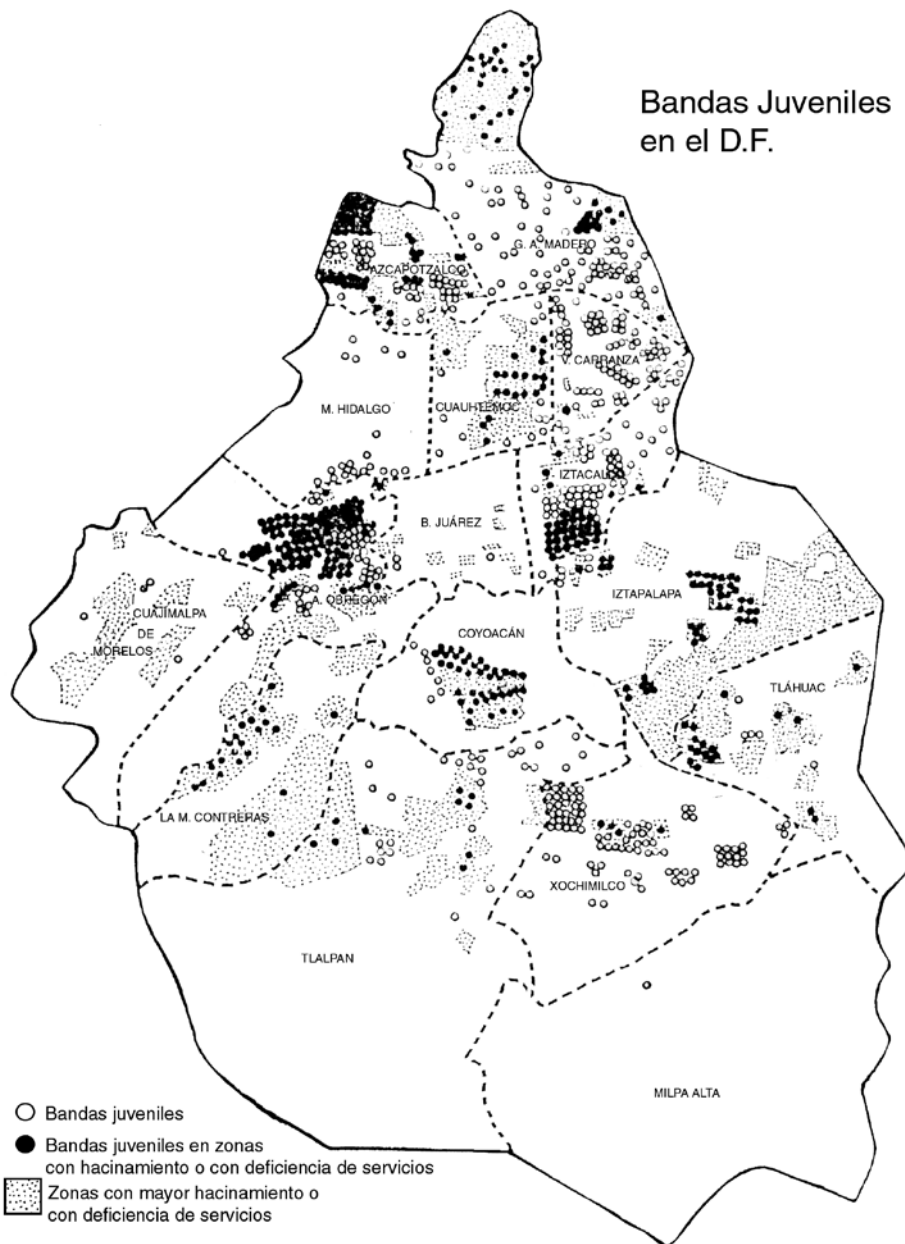 Bandas Juveniles
en el D.F.
G. A. MADERO
AZCAPOTZALCO
V. CARRANZA
M. HIDALGO
CUAUHTEMOC
IZTACALCO
B. JUÁREZ
IZTAPALAPA
A. OBREGÓN
CUAJIMALPA
DE
MORELOS
COYOACÁN
TLÁHUAC
LA M. CONTRERAS
XOCHIMILCO
TLALPAN
MILPA ALTA
Bandas juveniles
Bandas juveniles en zonas
con hacinamiento o con deficiencia de servicios
Zonas con mayor hacinamiento o
con deficiencia de servicios